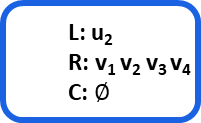 L: u₂
R: v₁ v₂ v₃ v₄
C: ∅